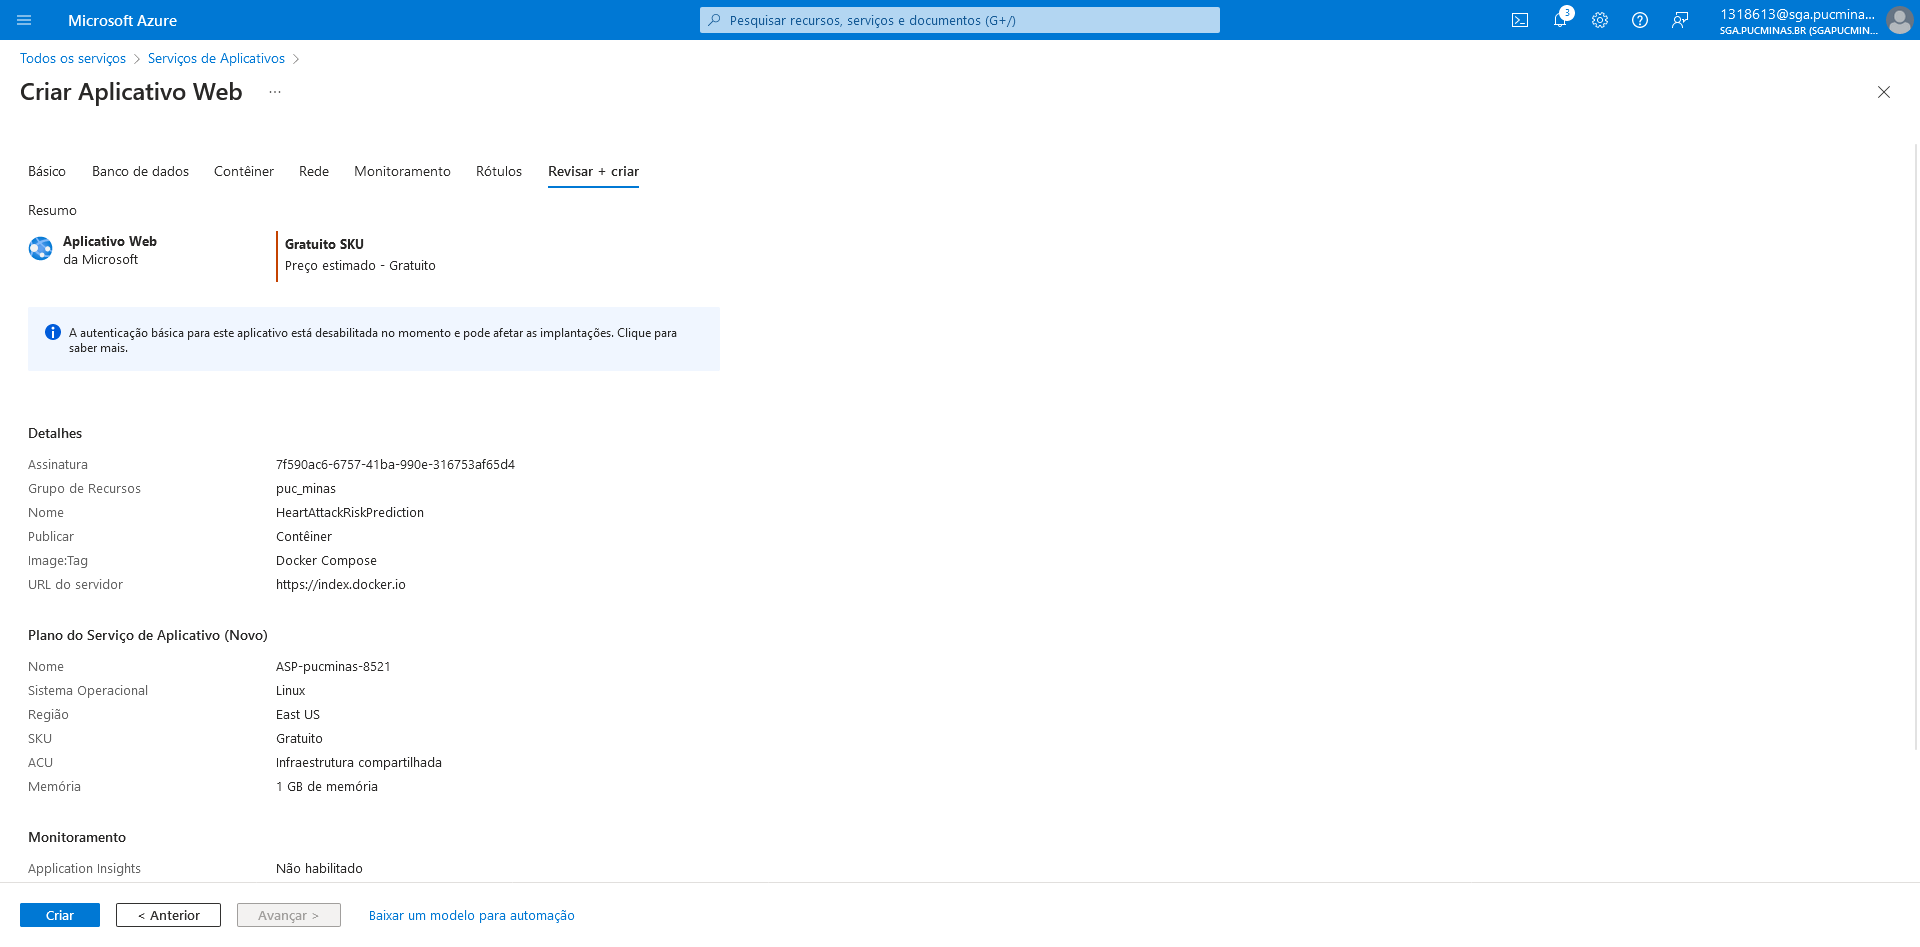 Microsoft Azure
Pesquisar recursos, serviços e documentos (G+/)
3
1318613@sga.pucmina...
SGA.PUCMINAS.BR (SGAPUCMIN...
Todos os serviços
Serviços de Aplicativos
Criar Aplicativo Web
...
Básico
Banco de dados
Contêiner
Rede
Monitoramento
Rótulos
Revisar + criar
Resumo
Aplicativo Web
da Microsoft
Gratuito SKU
Preço estimado - Gratuito
A autenticação básica para este aplicativo está desabilitada no momento e pode afetar as implantações. Clique para
saber mais.
Detalhes
Assinatura 7f590ac6-6757-41ba-990e-316753af65d4
Grupo de Recursos puc_minas
Nome HeartAttackRiskPrediction
Publicar Contêiner
Image:Tag Docker Compose
URL do servidor https://index.docker.io
Plano do Serviço de Aplicativo (Novo)
Nome ASP-pucminas-8521
Sistema Operacional Linux
Região East US
SKU Gratuito
ACU Infraestrutura compartilhada
Memória 1 GB de memória
Monitoramento
Application Insights Não habilitado
Criar
< Anterior
Avançar >
Baixar um modelo para automação